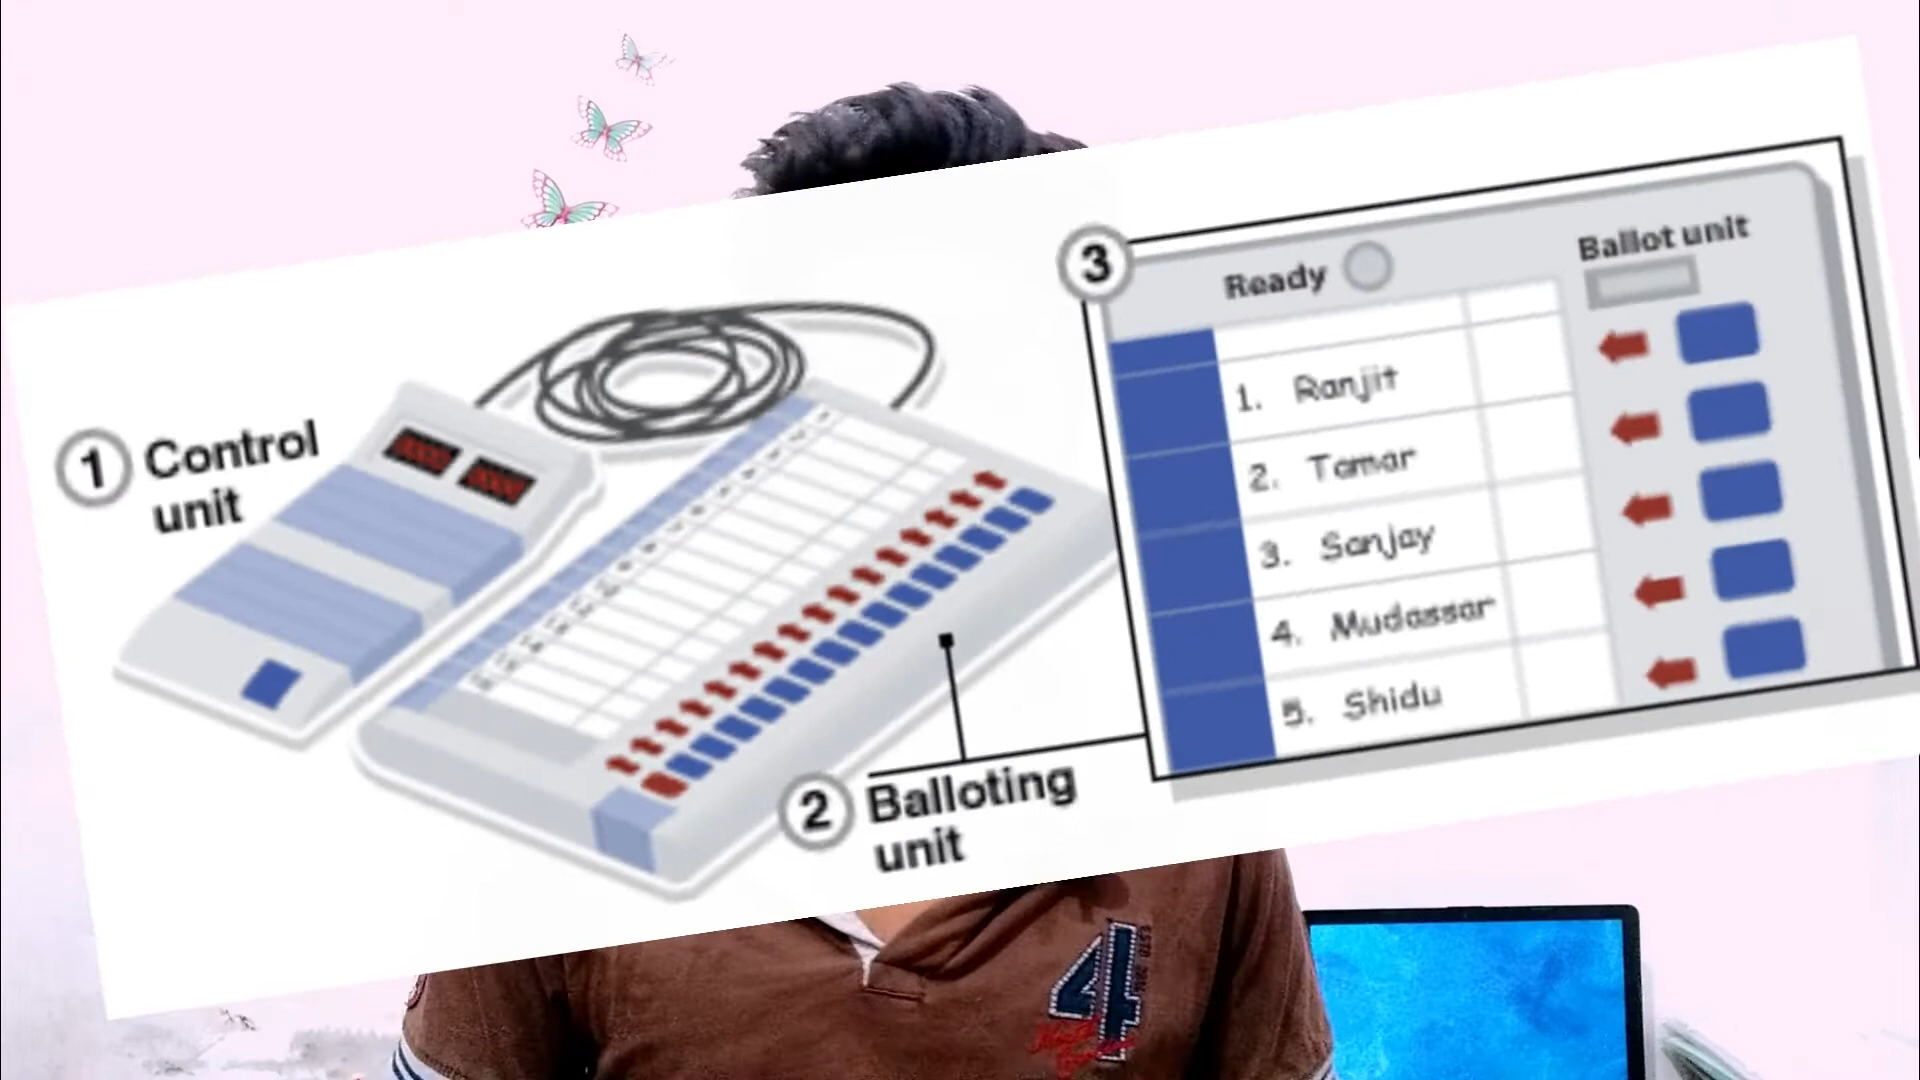 1 Control
unit
2 Balloting
unit
3
Ready
Ballot unit
1. Ranjit
2. Tamar
3. Sanjay
4. Mudassar
5. Shidu
4